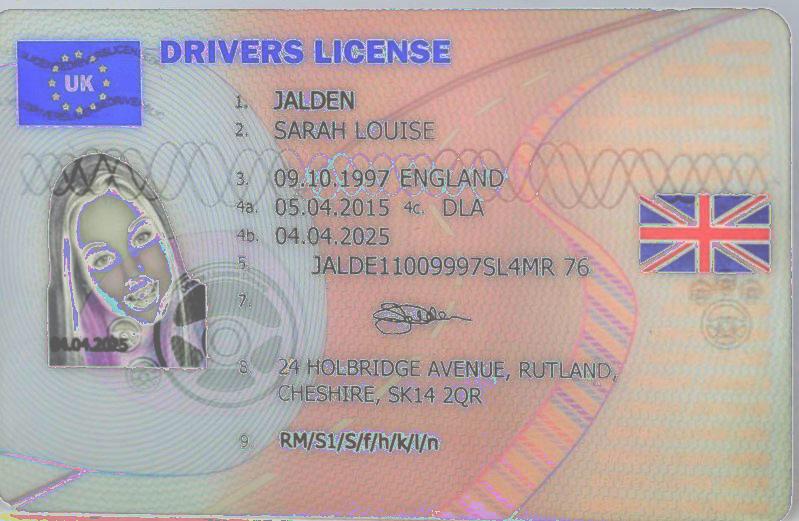 UK
DRIVERS LICENSE
1. JALDEN
2. SARAH LOUISE
3. 09.10.1997 ENGLAND
4a. 05.04.2015 4c. DLA
4b. 04.04.2025
5 JALDE11009997SL4MR 76
7.
04.04.2025
8. 24 HOLBRIDGE AVENUE, RUTLAND,
CHESHIRE, SK14 2QR
9. RM/S1/S/f/h/k/l/n